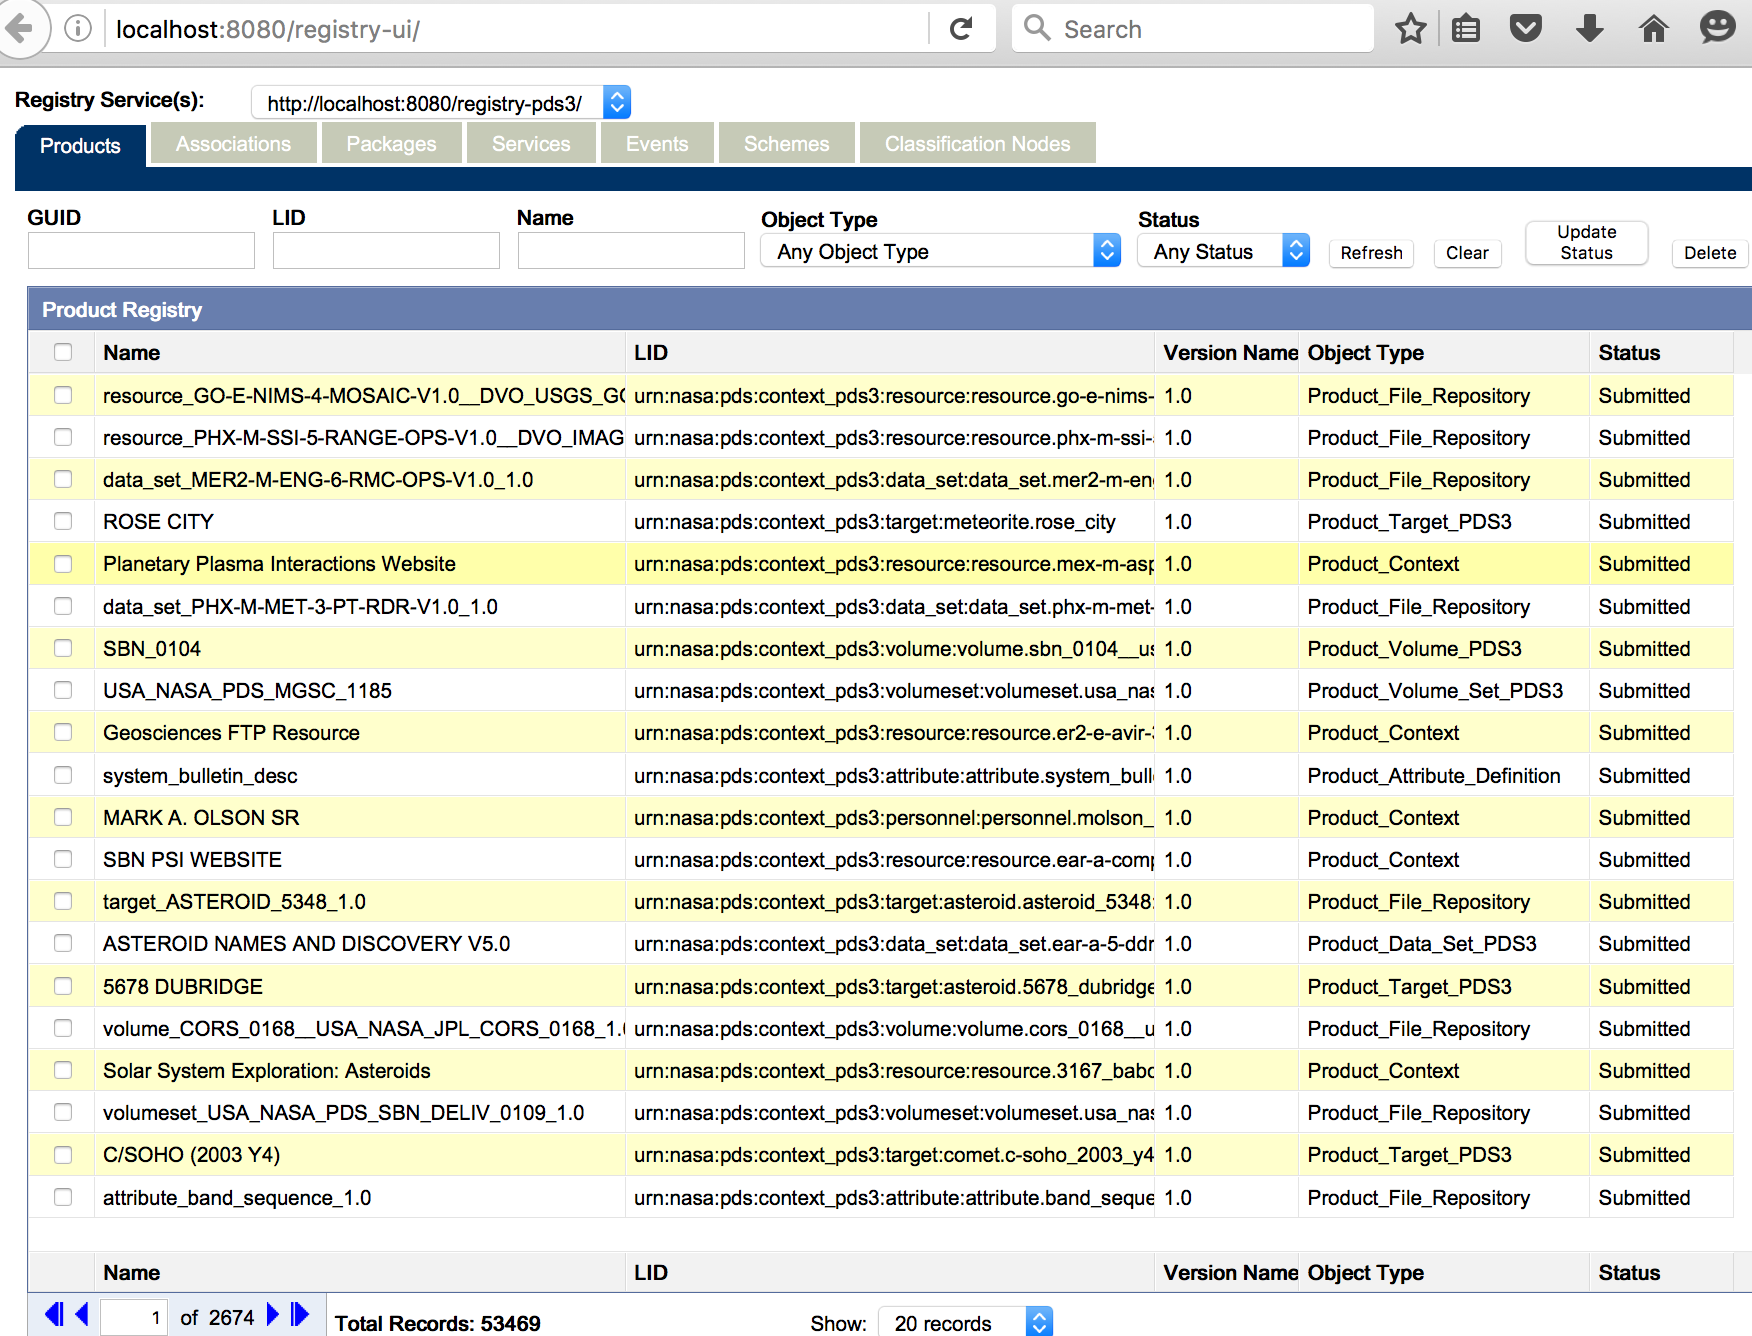 localhost:8080/registry-ui/ Search
Registry Service(s): http://localhost:8080/registry-pds3/
Products Associations Packages Services Events Schemes Classification Nodes
GUID LID Name Object Type Status
Any Object Type Any Status Refresh Clear Update Status Delete
Product Registry
Name LID Version Name Object Type Status
resource_GO-E-NIMS-4-MOSAIC-V1.0__DVO_USGS_GO urn:nasa:pds:context_pds3:resource:resource.go-e-nims- 1.0 Product_File_Repository Submitted
resource_PHX-M-SSI-5-RANGE-OPS-V1.0__DVO_IMAG urn:nasa:pds:context_pds3:resource:resource.phx-m-ssi- 1.0 Product_File_Repository Submitted
data_set_MER2-M-ENG-6-RMC-OPS-V1.0_1.0 urn:nasa:pds:context_pds3:data_set:data_set.mer2-m-en 1.0 Product_File_Repository Submitted
ROSE CITY urn:nasa:pds:context_pds3:target:meteorite.rose_city 1.0 Product_Target_PDS3 Submitted
Planetary Plasma Interactions Website urn:nasa:pds:context_pds3:resource:resource.mex-m-asp 1.0 Product_Context Submitted
data_set_PHX-M-MET-3-PT-RDR-V1.0_1.0 urn:nasa:pds:context_pds3:data_set:data_set.phx-m-met- 1.0 Product_File_Repository Submitted
SBN_0104 urn:nasa:pds:context_pds3:volume:volume.sbn_0104__us 1.0 Product_Volume_PDS3 Submitted
USA_NASA_PDS_MGSC_1185 urn:nasa:pds:context_pds3:volumeset:volumeset.usa_nas 1.0 Product_Volume_Set_PDS3 Submitted
Geosciences FTP Resource urn:nasa:pds:context_pds3:resource:resource.er2-e-avir- 1.0 Product_Context Submitted
system_bulletin_desc urn:nasa:pds:context_pds3:attribute:attribute.system_bull 1.0 Product_Attribute_Definition Submitted
MARK A. OLSON SR urn:nasa:pds:context_pds3:personnel:personnel.molson_ 1.0 Product_Context Submitted
SBN PSI WEBSITE urn:nasa:pds:context_pds3:resource:resource.ear-a-comp 1.0 Product_Context Submitted
target_ASTEROID_5348_1.0 urn:nasa:pds:context_pds3:target:asteroid.asteroid_5348: 1.0 Product_File_Repository Submitted
ASTEROID NAMES AND DISCOVERY V5.0 urn:nasa:pds:context_pds3:data_set:data_set.ear-a-5-ddr 1.0 Product_Data_Set_PDS3 Submitted
5678 DUBRIDGE urn:nasa:pds:context_pds3:target:asteroid.5678_dubridge 1.0 Product_Target_PDS3 Submitted
volume_CORS_0168__USA_NASA_JPL_CORS_0168_1. urn:nasa:pds:context_pds3:volume:volume.cors_0168__u 1.0 Product_File_Repository Submitted
Solar System Exploration: Asteroids urn:nasa:pds:context_pds3:resource:resource.3167_babc 1.0 Product_Context Submitted
volumeset_USA_NASA_PDS_SBN_DELIV_0109_1.0 urn:nasa:pds:context_pds3:volumeset:volumeset.usa_nas 1.0 Product_File_Repository Submitted
C/SOHO (2003 Y4) urn:nasa:pds:context_pds3:target:comet.c-soho_2003_y4 1.0 Product_Target_PDS3 Submitted
attribute_band_sequence_1.0 urn:nasa:pds:context_pds3:attribute:attribute.band_seque 1.0 Product_File_Repository Submitted
Name LID Version Name Object Type Status
1 of 2674 Total Records: 53469 Show: 20 records